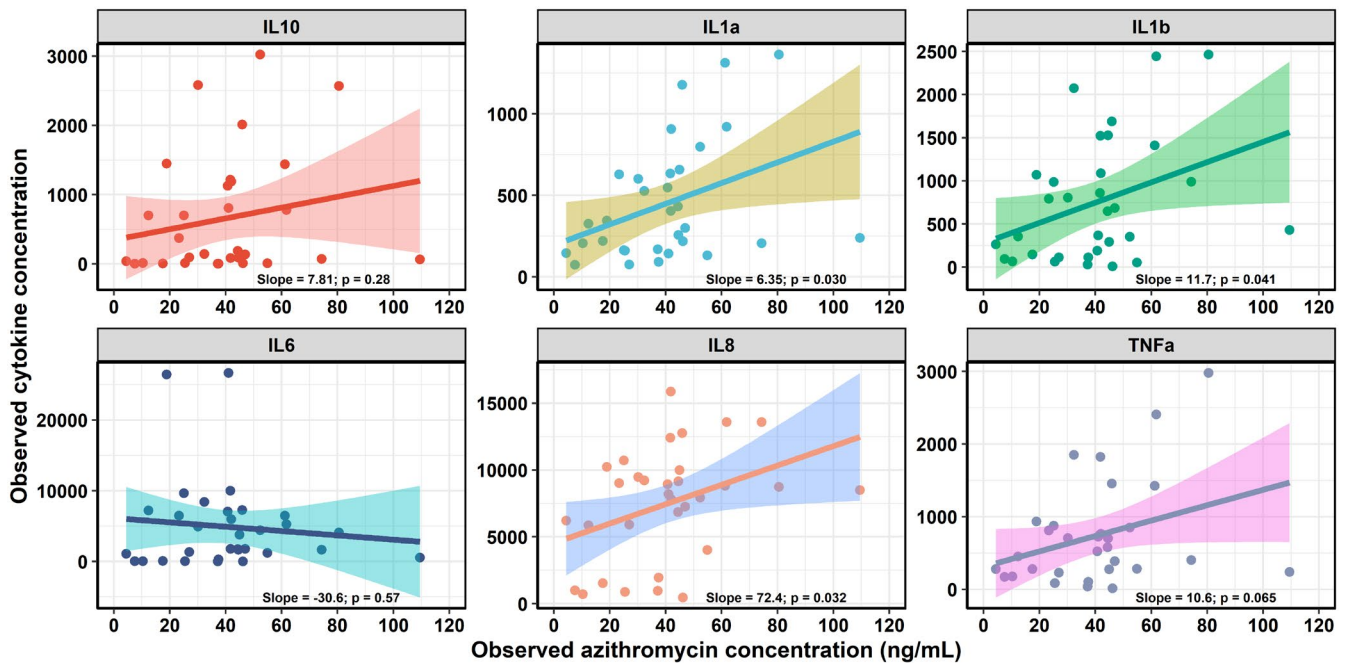 IL10 IL1a IL1b
3000
2000
1000
0
1000
500
0
2500
2000
1500
1000
500
0
Slope = 7.81; p = 0.28
Slope = 6.35; p = 0.030
Slope = 11.7; p = 0.041
0 20 40 60 80 100 120
0 20 40 60 80 100 120
0 20 40 60 80 100 120
Observed cytokine concentration
IL6 IL8 TNFa
20000
10000
0
15000
10000
5000
0
3000
2000
1000
0
Slope = -30.6; p = 0.57
Slope = 72.4; p = 0.032
Slope = 10.6; p = 0.065
0 20 40 60 80 100 120
0 20 40 60 80 100 120
0 20 40 60 80 100 120
Observed azithromycin concentration (ng/mL)